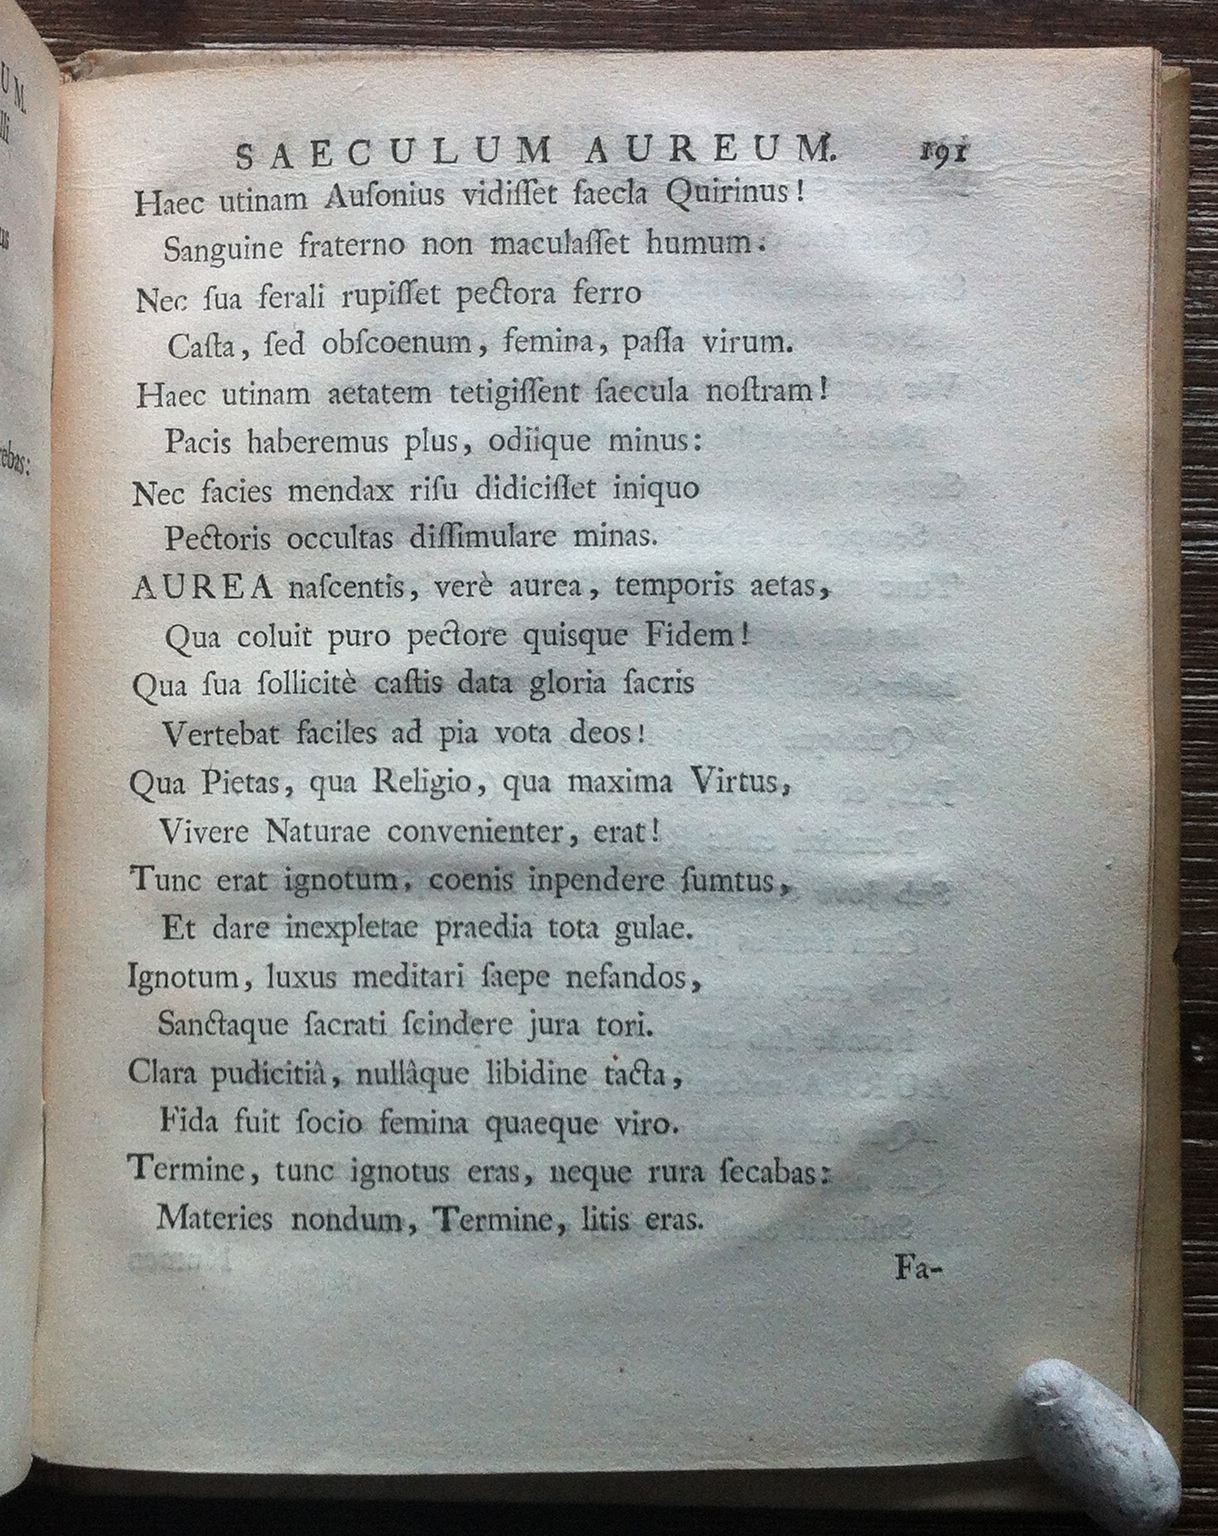 SAECULUM AUREUM. 191
Haec utinam Auſonius vidiſſet ſaecla Quirinus!
Sanguine fraterno non maculaſſet humum.
Nec ſua ferali rupiſſet pectora ferro
Caſta, ſed obſcoenum, femina, paſſa virum.
Haec utinam aetatem tetigiſſent ſaecula noſtram!
Pacis haberemus plus, odiique minus:
Nec facies mendax riſu didiciſſet iniquo
Pectoris occultas diſſimulare minas.
AUREA naſcentis, verè aurea, temporis aetas,
Qua coluit puro pectore quisque Fidem!
Qua ſua ſollicitè caſtis data gloria ſacris
Vertebat faciles ad pia vota deos!
Qua Pietas, qua Religio, qua maxima Virtus,
Vivere Naturae convenienter, erat!
Tunc erat ignotum, coenis inpendere ſumtus,
Et dare inexpletae praedia tota gulae.
Ignotum, luxus meditari ſaepe nefandos,
Sanctaque ſacrati ſcindere jura tori.
Clara pudicitiâ, nullâque libidine tacta,
Fida fuit ſocio femina quaeque viro.
Termine, tunc ignotus eras, neque rura ſecabas:
Materies nondum, Termine, litis eras.
Fa-
UM.
lli
us
rebas: